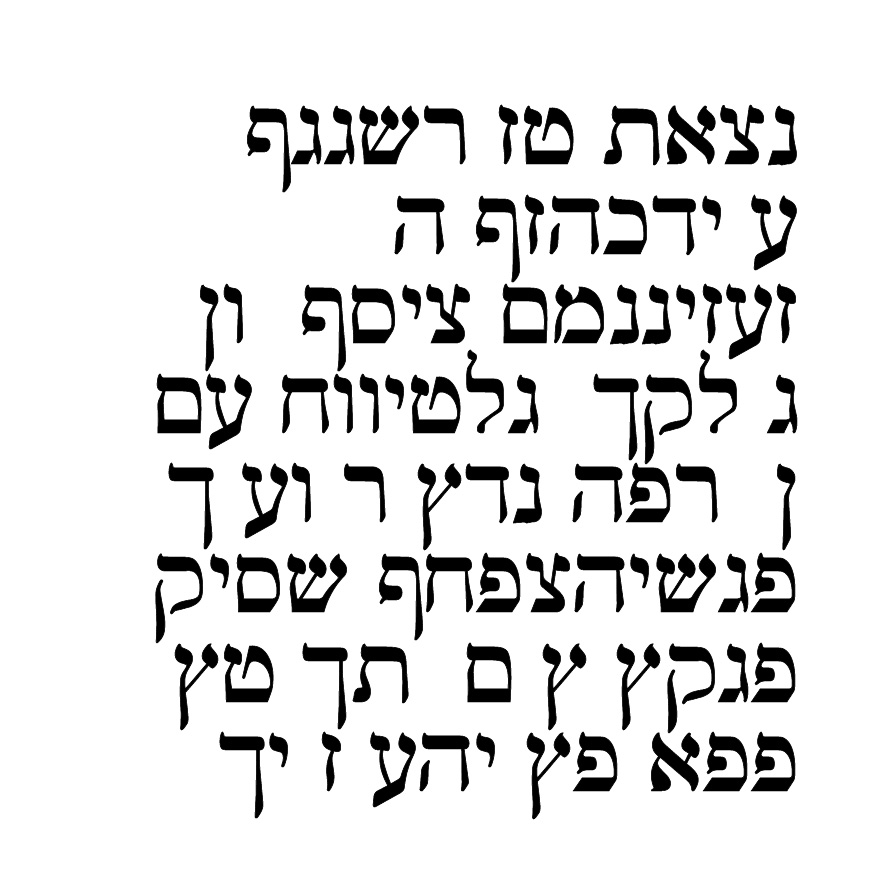 נצאת טז רשגגף
ע ידכהזף ה
זעזיננמם ציסף ון
ג לקך גלטיווח עם
ן רפה נדץ ר וע ך
פגשיהצפחף שסיק
פגקץ ץ ם תך טץ
פפא פץ יהע ז יך